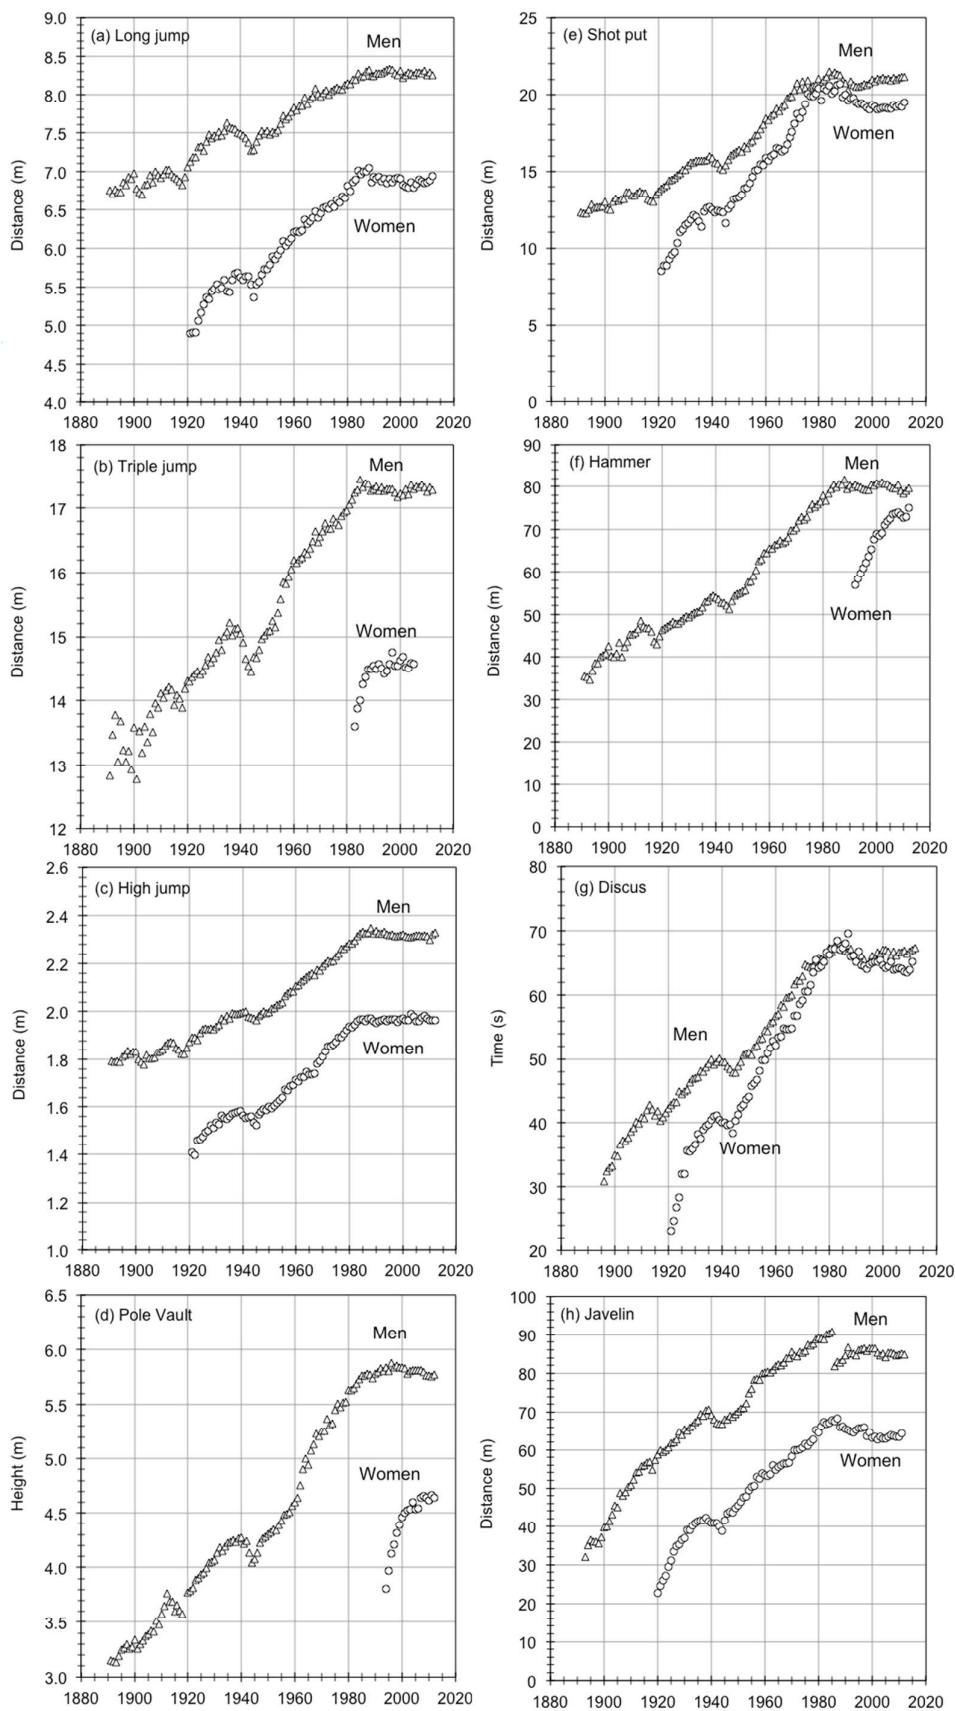 (a) Long jump
Men
Women
Distance (m)
9.0
8.5
8.0
7.5
7.0
6.5
6.0
5.5
5.0
4.5
4.0
1880 1900 1920 1940 1960 1980 2000 2020
(e) Shot put
Men
Women
Distance (m)
25
20
15
10
5
0
1880 1900 1920 1940 1960 1980 2000 2020
(b) Triple jump
Men
Women
Distance (m)
18
17
16
15
14
13
12
1880 1900 1920 1940 1960 1980 2000 2020
(f) Hammer
Men
Women
Distance (m)
90
80
70
60
50
40
30
20
10
0
1880 1900 1920 1940 1960 1980 2000 2020
(c) High jump
Men
Women
Distance (m)
2.6
2.4
2.2
2.0
1.8
1.6
1.4
1.2
1.0
1880 1900 1920 1940 1960 1980 2000 2020
(g) Discus
Men
Women
Time (s)
80
70
60
50
40
30
20
1880 1900 1920 1940 1960 1980 2000 2020
(d) Pole Vault
Men
Women
Height (m)
6.5
6.0
5.5
5.0
4.5
4.0
3.5
3.0
1880 1900 1920 1940 1960 1980 2000 2020
(h) Javelin
Men
Women
Distance (m)
100
90
80
70
60
50
40
30
20
10
0
1880 1900 1920 1940 1960 1980 2000 2020